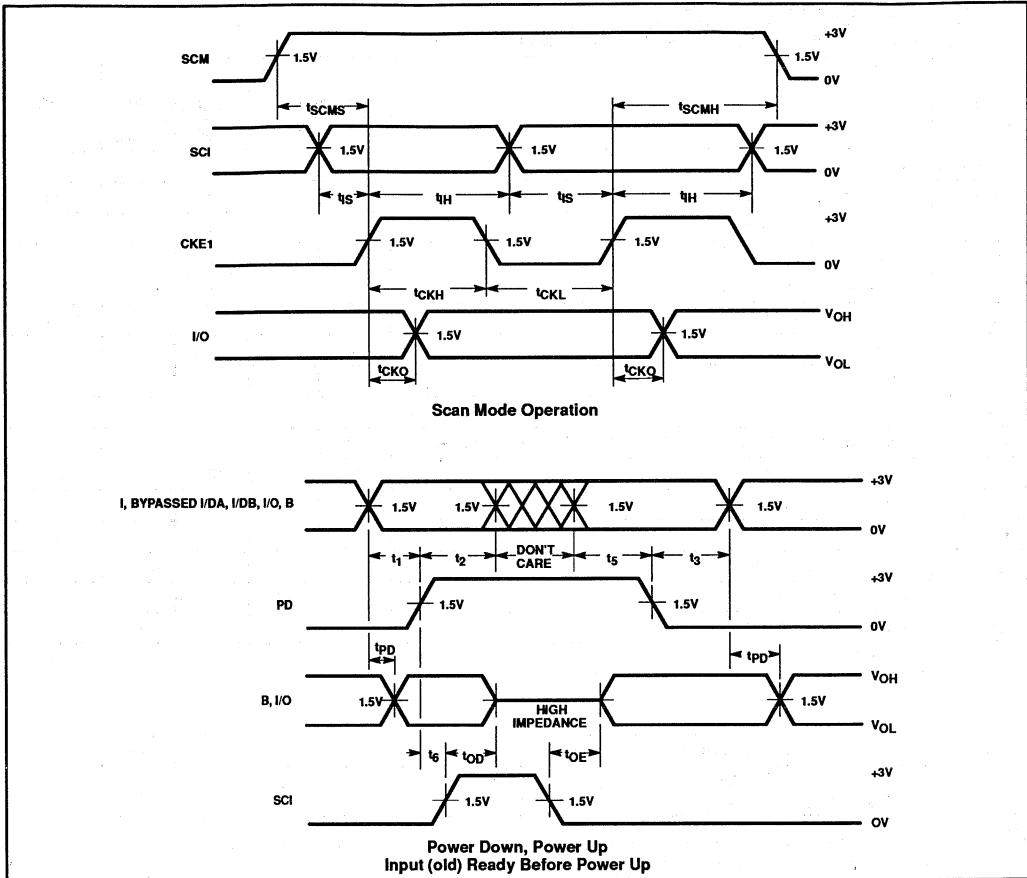 +3V
SCM 1.5V 1.5V
0V
tSCMS tSCMH
+3V
SCI 1.5V 1.5V 1.5V
0V
tIS tIH tIS tIH
+3V
CKE1 1.5V 1.5V 1.5V
0V
tCKH tCKL
VOH
I/O 1.5V 1.5V
VOL
tCKO tCKO
Scan Mode Operation
+3V
I, BYPASSED I/DA, I/DB, I/O, B 1.5V 1.5V 1.5V 1.5V
0V
t1 t2 DON'T CARE t5 t3
+3V
PD 1.5V 1.5V
0V
tPD tPD
VOH
B, I/O 1.5V HIGH 1.5V
IMPEDANCE
VOL
t6 tOD tOE
+3V
SCI 1.5V 1.5V
OV
Power Down, Power Up
Input (old) Ready Before Power Up